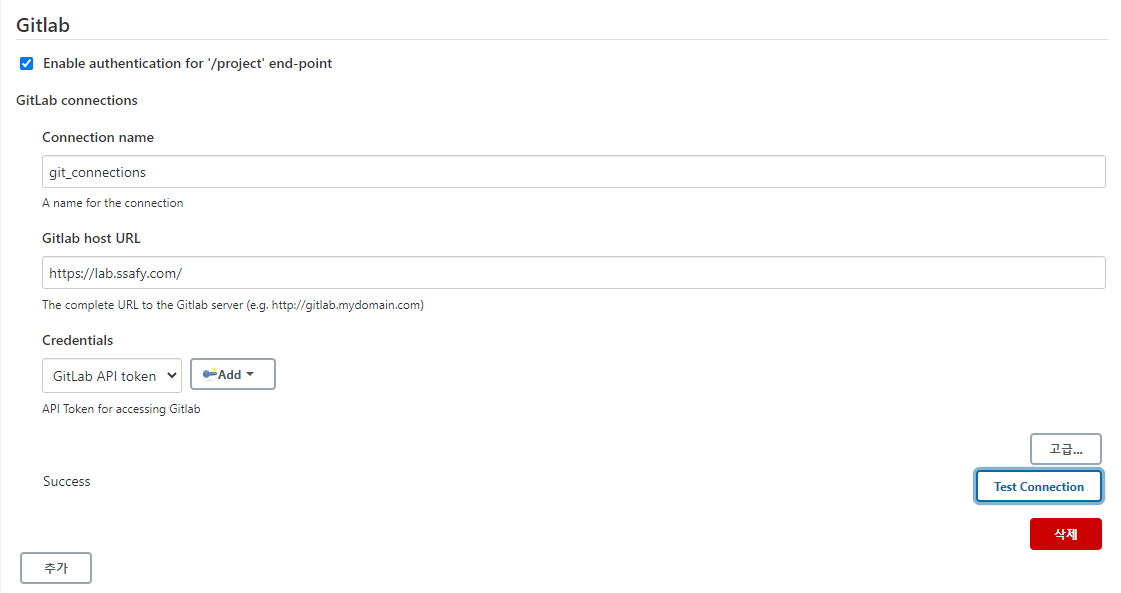 Gitlab
Enable authentication for '/project' end-point
GitLab connections
Connection name
git_connections
A name for the connection
Gitlab host URL
https://lab.ssafy.com/
The complete URL to the Gitlab server (e.g. http://gitlab.mydomain.com)
Credentials
GitLab API token
Add
API Token for accessing Gitlab
고급...
Success
Test Connection
삭제
추가